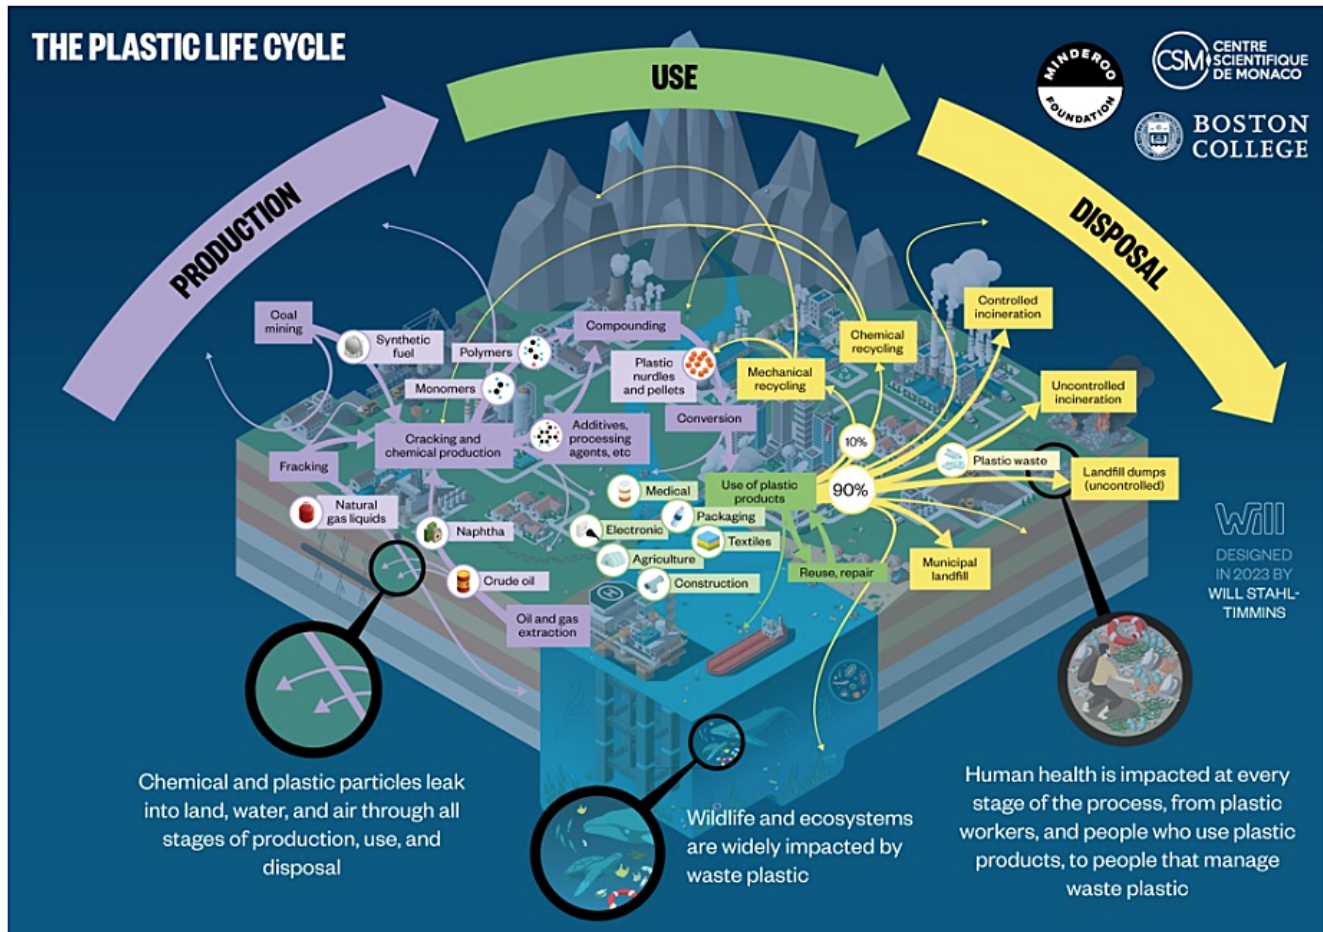 THE PLASTIC LIFE CYCLE
PRODUCTION
USE
DISPOSAL
MINDEROO
FOUNDATION
CSM
CENTRE
SCIENTIFIQUE
DE MONACO
BOSTON
COLLEGE
Coal
mining
Synthetic
fuel
Polymers
Monomers
Compounding
Plastic
nurdles
and pellets
Mechanical
recycling
Chemical
recycling
Controlled
incineration
Uncontrolled
incineration
Fracking
Cracking and
chemical production
Additives,
processing
agents, etc
Conversion
10%
90%
Plastic waste
Landfill dumps
(uncontrolled)
Natural
gas liquids
Naphtha
Crude oil
Oil and gas
extraction
Medical
Packaging
Electronic
Textiles
Agriculture
Construction
Use of plastic
products
Reuse, repair
Municipal
landfill
H
Will
DESIGNED
IN 2023 BY
WILL STAHL-
TIMMINS
Chemical and plastic particles leak
into land, water, and air through all
stages of production, use, and
disposal
Wildlife and ecosystems
are widely impacted by
waste plastic
Human health is impacted at every
stage of the process, from plastic
workers, and people who use plastic
products, to people that manage
waste plastic